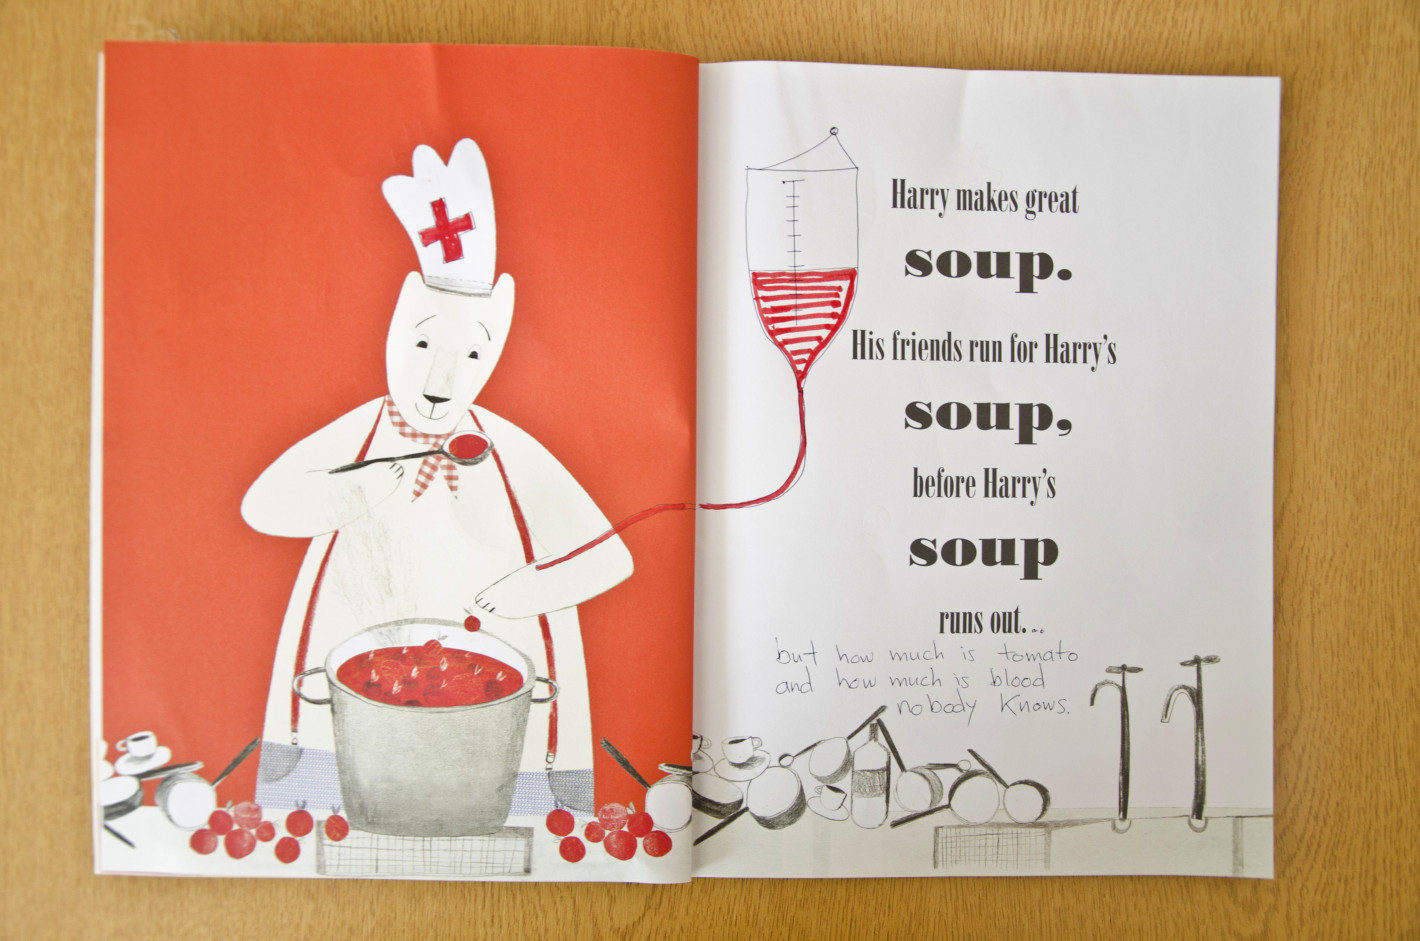 Harry makes great
soup.
His friends run for Harry's
soup,
before Harry's
soup
runs out...
but how much is tomato
and how much is blood
nobody knows.